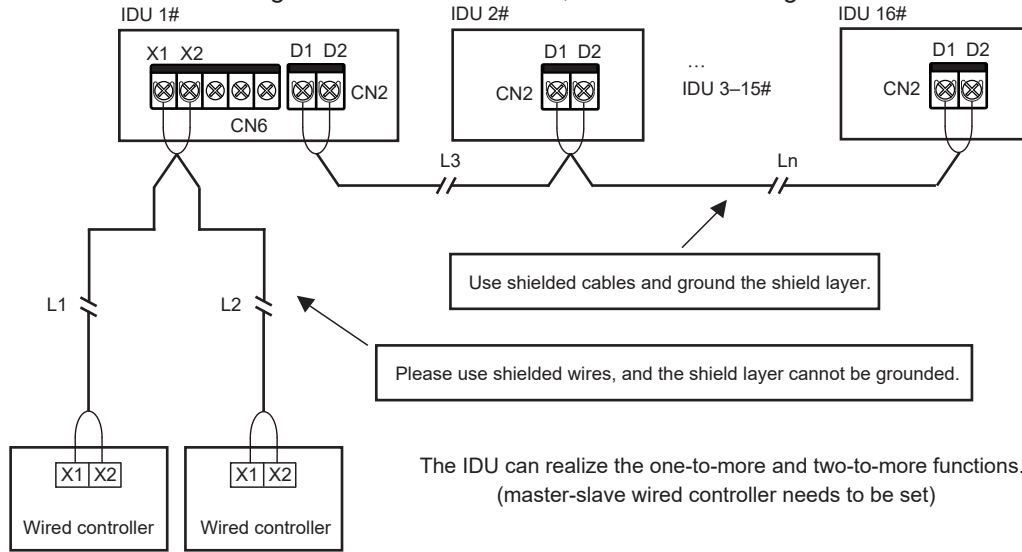 IDU 1#
IDU 2#
IDU 16#
X1 X2
D1 D2
CN2
CN6
D1 D2
CN2
…
IDU 3–15#
D1 D2
CN2
L3
Ln
Use shielded cables and ground the shield layer.
L1
L2
Please use shielded wires, and the shield layer cannot be grounded.
X1 X2
Wired controller
X1 X2
Wired controller
The IDU can realize the one-to-more and two-to-more functions.
(master-slave wired controller needs to be set)